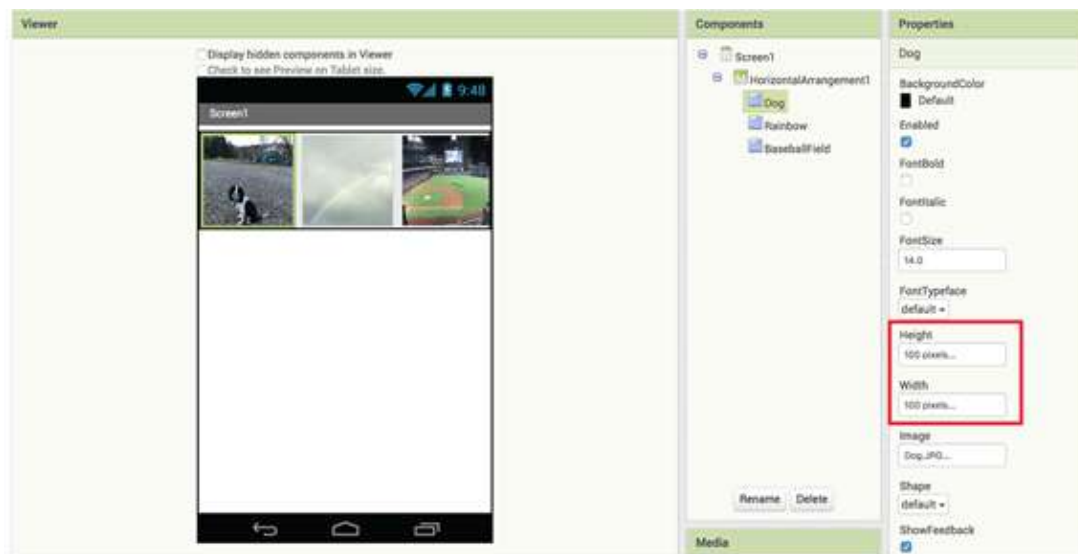 Viewer
Display hidden components in Viewer
Check to see Preview on Tablet size.
9:48
Screen1
Components
Screen1
HorizontalArrangement1
Dog
Rainbow
BaseballField
Rename
Delete
Media
Properties
Dog
BackgroundColor
Default
Enabled
FontBold
FontItalic
FontSize
14.0
FontTypeface
default
Height
100 pixels...
Width
100 pixels...
Image
Dog.JPG...
Shape
default
ShowFeedback